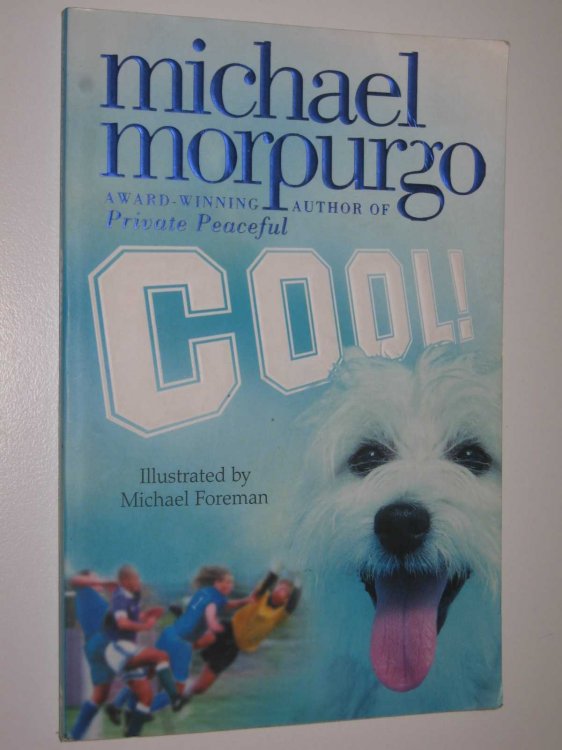 michael
morpurgo
AWARD-WINNING AUTHOR OF
Private Peaceful
COOL!
Illustrated by
Michael Foreman